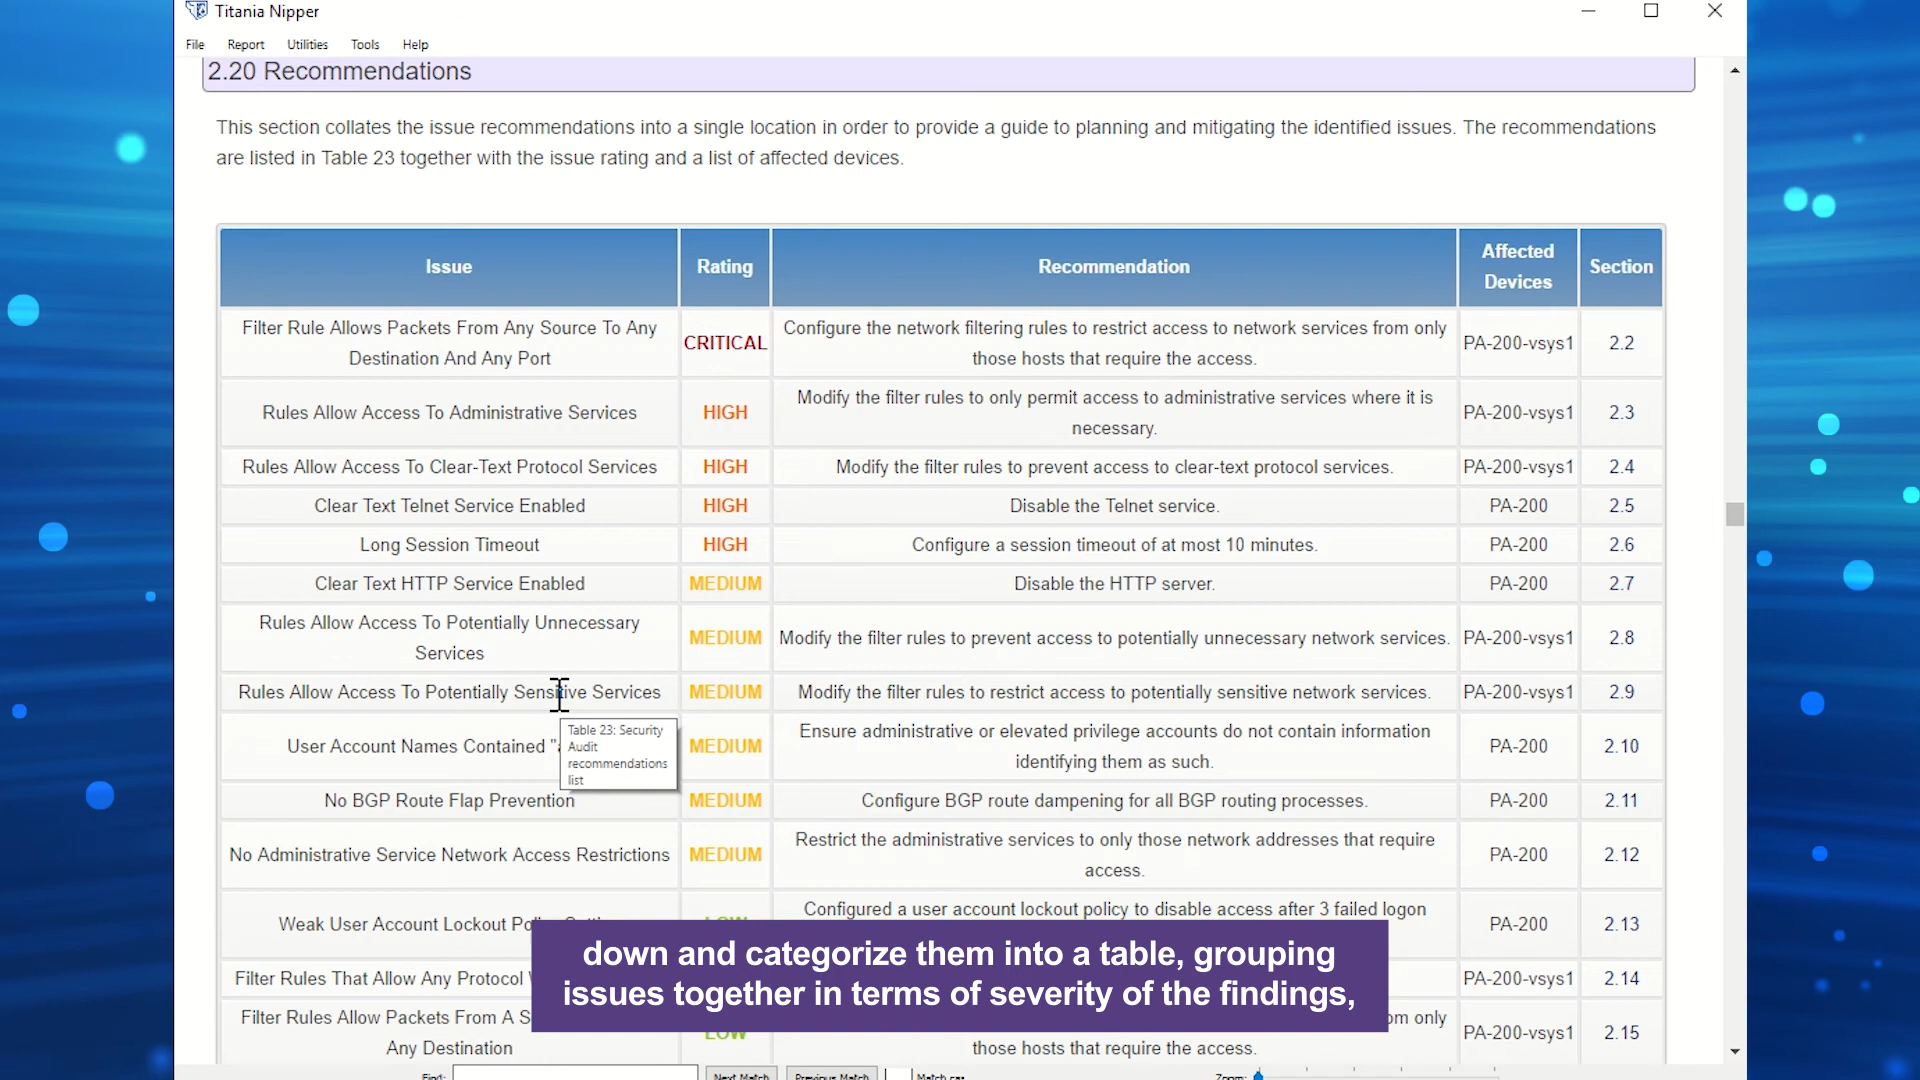 Titania Nipper
File Report Utilities Tools Help
2.20 Recommendations
This section collates the issue recommendations into a single location in order to provide a guide to planning and mitigating the identified issues. The recommendations
are listed in Table 23 together with the issue rating and a list of affected devices.
Issue Rating Recommendation Affected Devices Section
Filter Rule Allows Packets From Any Source To Any
Destination And Any Port
CRITICAL
Configure the network filtering rules to restrict access to network services from only
those hosts that require the access.
PA-200-vsys1 2.2
Rules Allow Access To Administrative Services HIGH
Modify the filter rules to only permit access to administrative services where it is
necessary.
PA-200-vsys1 2.3
Rules Allow Access To Clear-Text Protocol Services HIGH Modify the filter rules to prevent access to clear-text protocol services. PA-200-vsys1 2.4
Clear Text Telnet Service Enabled HIGH Disable the Telnet service. PA-200 2.5
Long Session Timeout HIGH Configure a session timeout of at most 10 minutes. PA-200 2.6
Clear Text HTTP Service Enabled MEDIUM Disable the HTTP server. PA-200 2.7
Rules Allow Access To Potentially Unnecessary
Services
MEDIUM Modify the filter rules to prevent access to potentially unnecessary network services. PA-200-vsys1 2.8
Rules Allow Access To Potentially Sensitive Services MEDIUM Modify the filter rules to restrict access to potentially sensitive network services. PA-200-vsys1 2.9
User Account Names Contained MEDIUM
Ensure administrative or elevated privilege accounts do not contain information
identifying them as such.
PA-200 2.10
Table 23: Security
Audit
recommendations
list
No BGP Route Flap Prevention MEDIUM Configure BGP route dampening for all BGP routing processes. PA-200 2.11
No Administrative Service Network Access Restrictions MEDIUM
Restrict the administrative services to only those network addresses that require
access.
PA-200 2.12
Weak User Account Lockout
Configured a user account lockout policy to disable access after 3 failed logon
PA-200 2.13
Filter Rules That Allow Any Protocol PA-200-vsys1 2.14
Filter Rules Allow Packets From A
Any Destination
LOW
only
those hosts that require the access.
PA-200-vsys1 2.15
down and categorize them into a table, grouping
issues together in terms of severity of the findings,
Find: Next Match Previous Match Zoom: